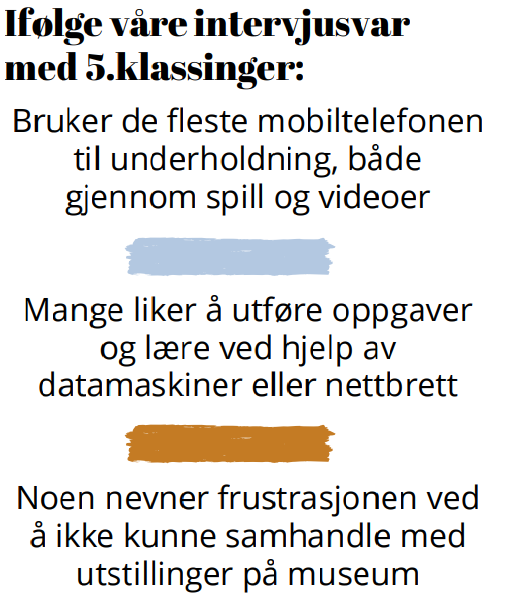 Ifølge våre intervjusvar
med 5.klassinger:
Bruker de fleste mobiltelefonen
til underholdning, både
gjennom spill og videoer
Mange liker å utføre oppgaver
og lære ved hjelp av
datamaskiner eller nettbrett
Noen nevner frustrasjonen ved
å ikke kunne samhandle med
utstillinger på museum